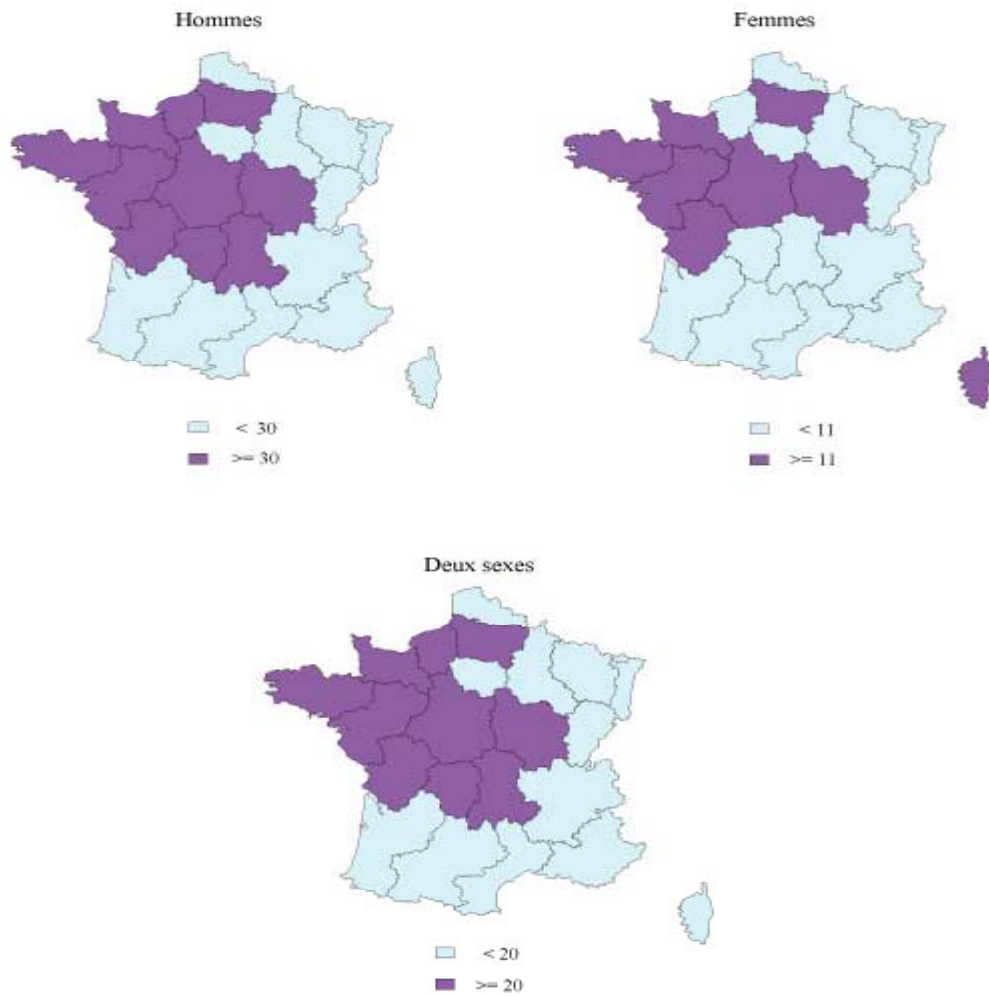 Hommes
Femmes
< 30
>= 30
< 11
>= 11
Deux sexes
< 20
>= 20